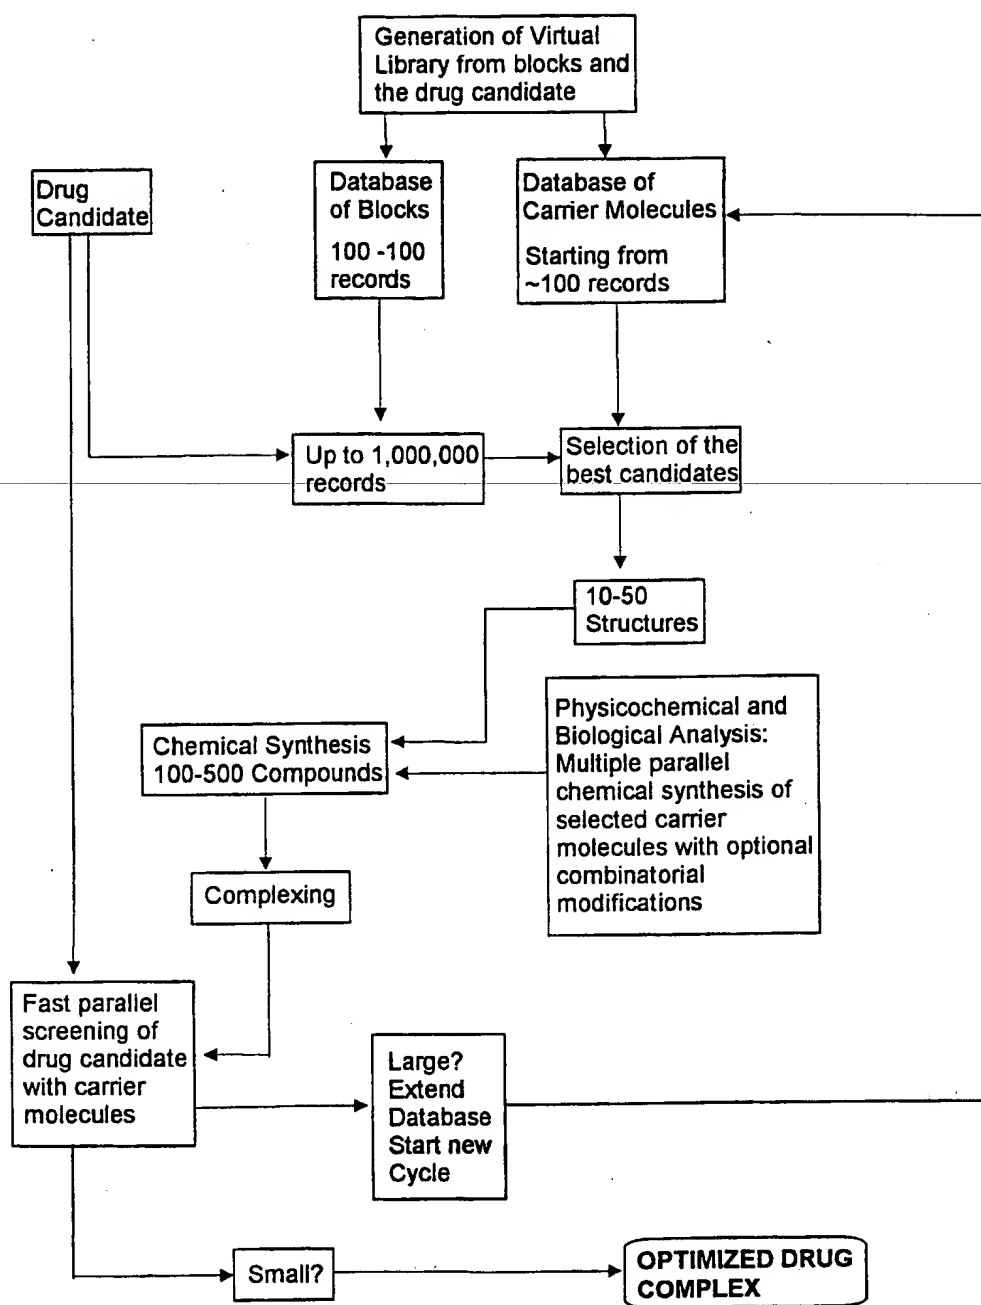 Generation of Virtual
Library from blocks and
the drug candidate
Drug
Candidate
Database
of Blocks
100 -100
records
Database of
Carrier Molecules
Starting from
~100 records
Up to 1,000,000
records
Selection of the
best candidates
10-50
Structures
Physicochemical and
Biological Analysis:
Multiple parallel
chemical synthesis of
selected carrier
molecules with optional
combinatorial
modifications
Chemical Synthesis
100-500 Compounds
Complexing
Fast parallel
screening of
drug candidate
with carrier
molecules
Large?
Extend
Database
Start new
Cycle
Small?
OPTIMIZED DRUG
COMPLEX